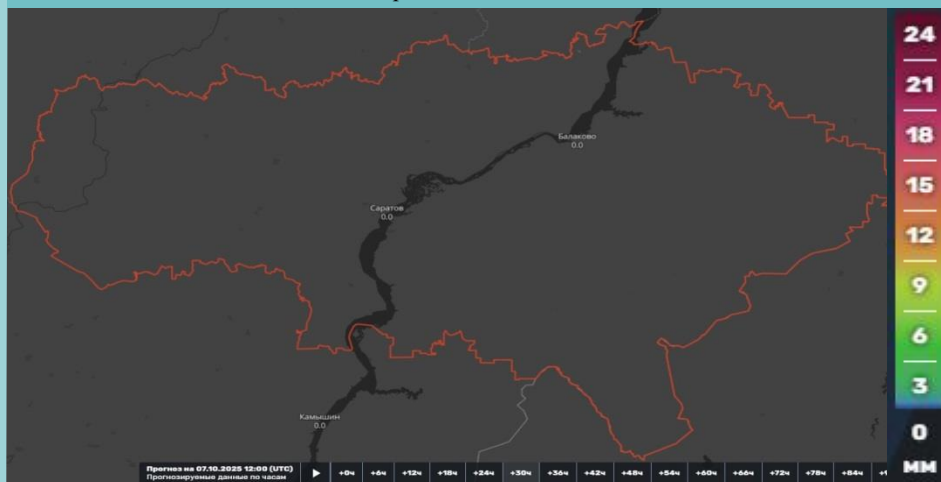 24
21
18
15
12
9
6
3
0
мм
Балаково
0.0
Саратов
0.0
Камышин
0.0
Прогноз на 07.10.2025 12:00 (UTC)
Прогнозируемые данные по часам
+0ч +6ч +12ч +18ч +24ч +30ч +36ч +42ч +48ч +54ч +60ч +66ч +72ч +78ч +84ч